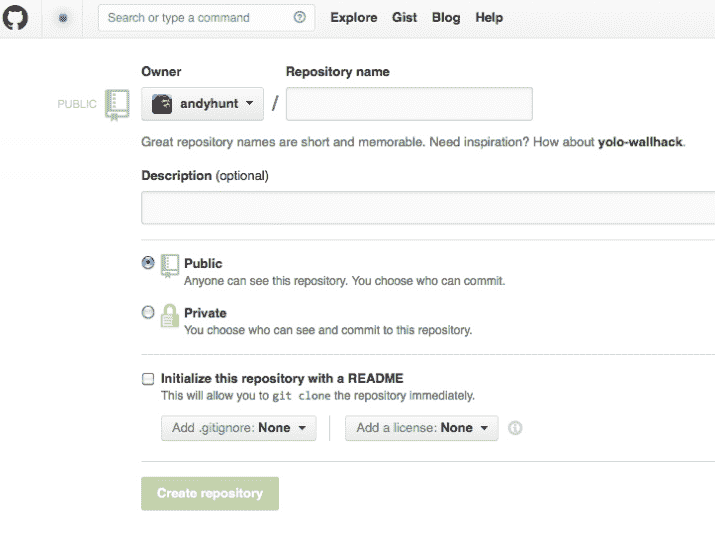 Search or type a command Explore Gist Blog Help
Owner Repository name
PUBLIC andyhunt /
Great repository names are short and memorable. Need inspiration? How about yolo-wallhack.
Description (optional)
Public
Anyone can see this repository. You choose who can commit.
Private
You choose who can see and commit to this repository.
Initialize this repository with a README
This will allow you to git clone the repository immediately.
Add .gitignore: None Add a license: None
Create repository